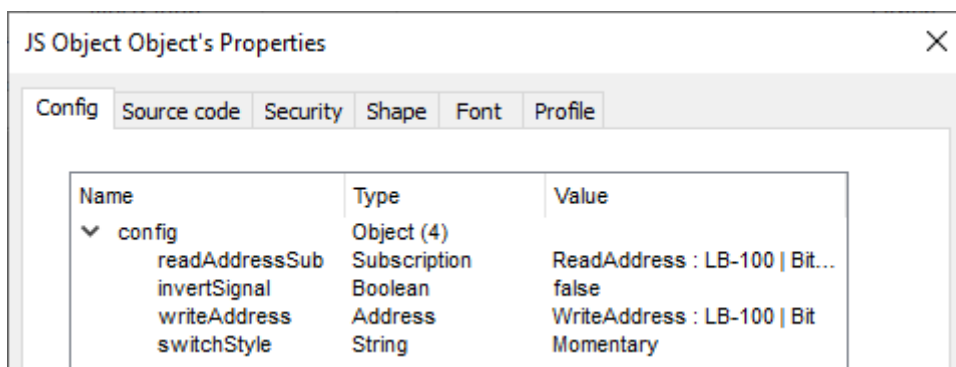 JS Object Object's Properties
Config Source code Security Shape Font Profile
Name Type Value
config Object (4)
readAddressSub Subscription ReadAddress : LB-100 | Bit...
invertSignal Boolean false
writeAddress Address WriteAddress : LB-100 | Bit
switchStyle String Momentary